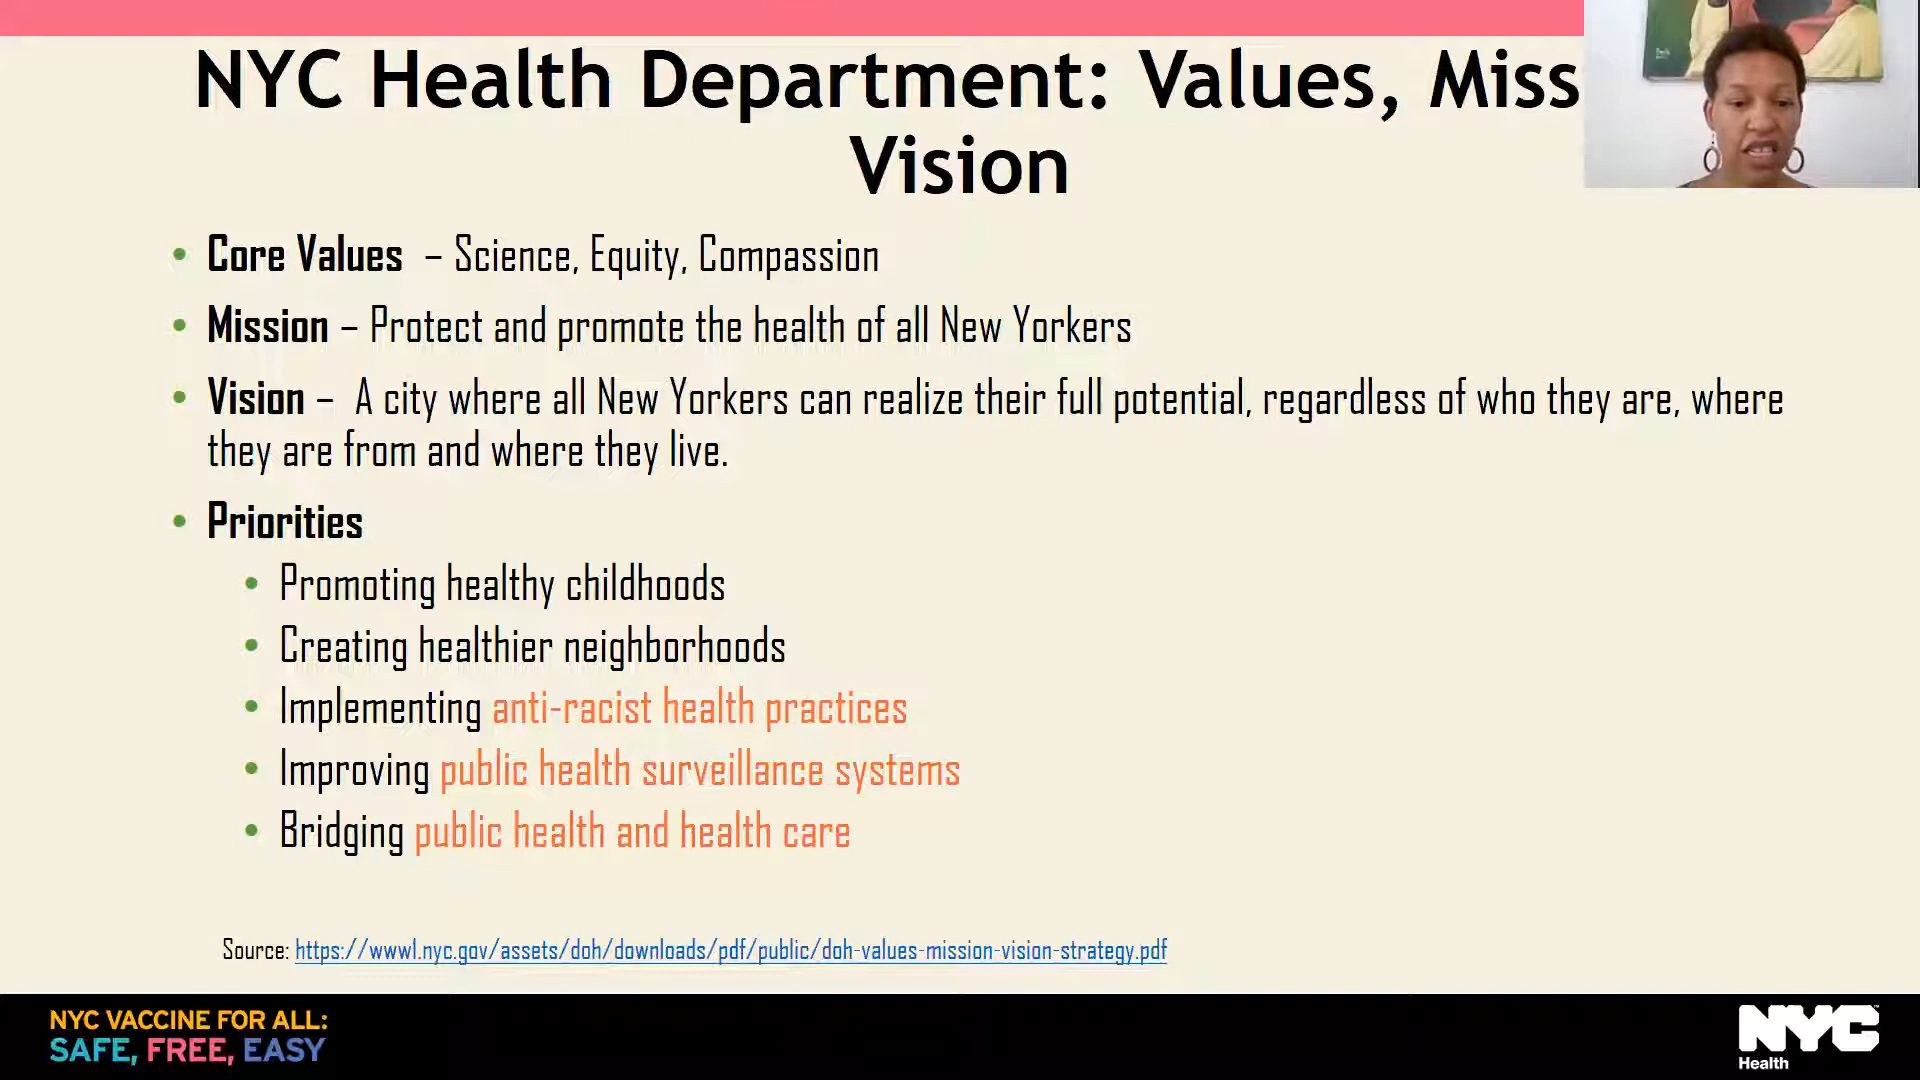 NYC Health Department: Values, Miss
Vision
• Core Values – Science, Equity, Compassion
• Mission – Protect and promote the health of all New Yorkers
• Vision – A city where all New Yorkers can realize their full potential, regardless of who they are, where
they are from and where they live.
• Priorities
• Promoting healthy childhoods
• Creating healthier neighborhoods
• Implementing anti-racist health practices
• Improving public health surveillance systems
• Bridging public health and health care
Source: https://www1.nyc.gov/assets/doh/downloads/pdf/public/doh-values-mission-vision-strategy.pdf
NYC VACCINE FOR ALL:
SAFE, FREE, EASY
NYC
Health